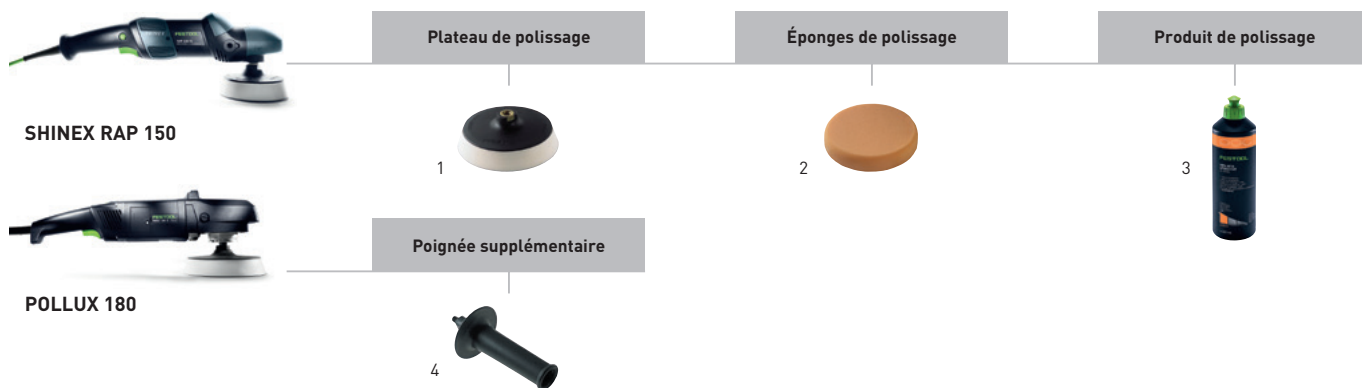 Plateau de polissage
Éponges de polissage
Produit de polissage
SHINEX RAP 150
1
2
3
FESTOOL
Poignée supplémentaire
POLLUX 180
4